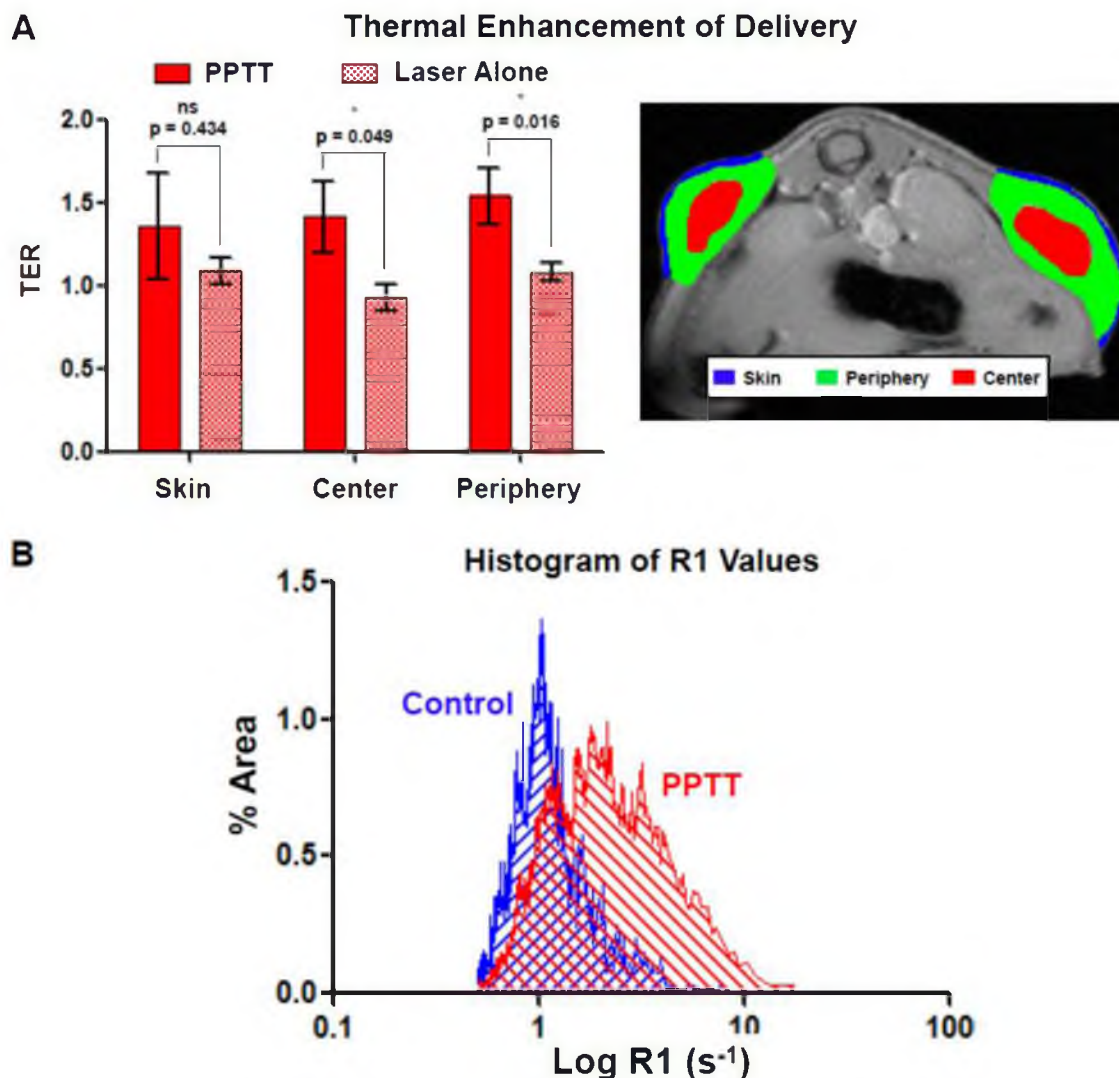 A
Thermal Enhancement of Delivery
PPTT
Laser Alone
ns
p = 0.434
p = 0.049
p = 0.016
2.0
1.5
1.0
0.5
0.0
TER
Skin
Center
Periphery
Skin Periphery Center
B
Histogram of R1 Values
1.5
1.0
0.5
0.0
% Area
Control
PPTT
0.1 1 10 100
Log R1 (s⁻¹)